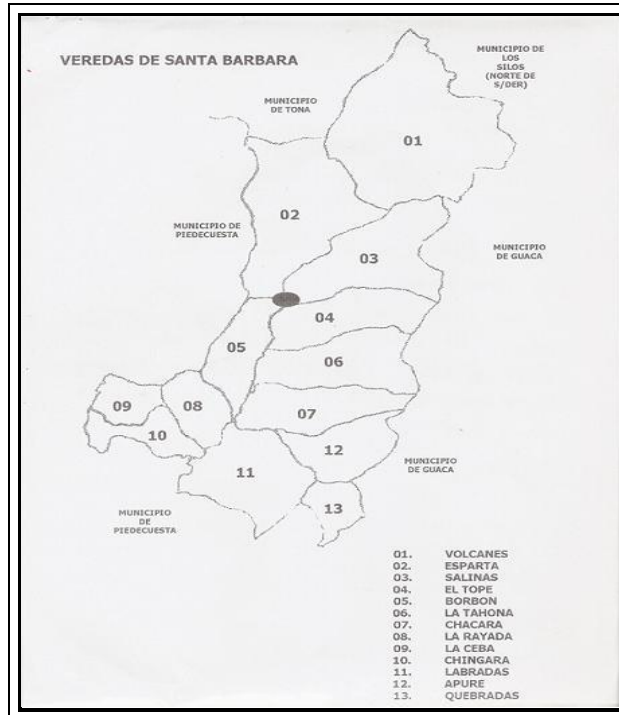 VEREDAS DE SANTA BARBARA
MUNICIPIO DE
LOS
SILOS
(NORTE DE
S/DER)
MUNICIPIO
DE TONA
01
02
MUNICIPIO DE
PIEDECUESTA
MUNICIPIO
DE GUACA
03
04
05
06
09
08
07
10
12
11
MUNICIPIO
DE GUACA
13
MUNICIPIO
DE
PIEDECUESTA
01. VOLCANES
02. ESPARTA
03. SALINAS
04. EL TOPE
05. BORBON
06. LA TAHONA
07. CHACARA
08. LA RAYADA
09. LA CEBA
10. CHINGARA
11. LABRADAS
12. APURE
13. QUEBRADAS